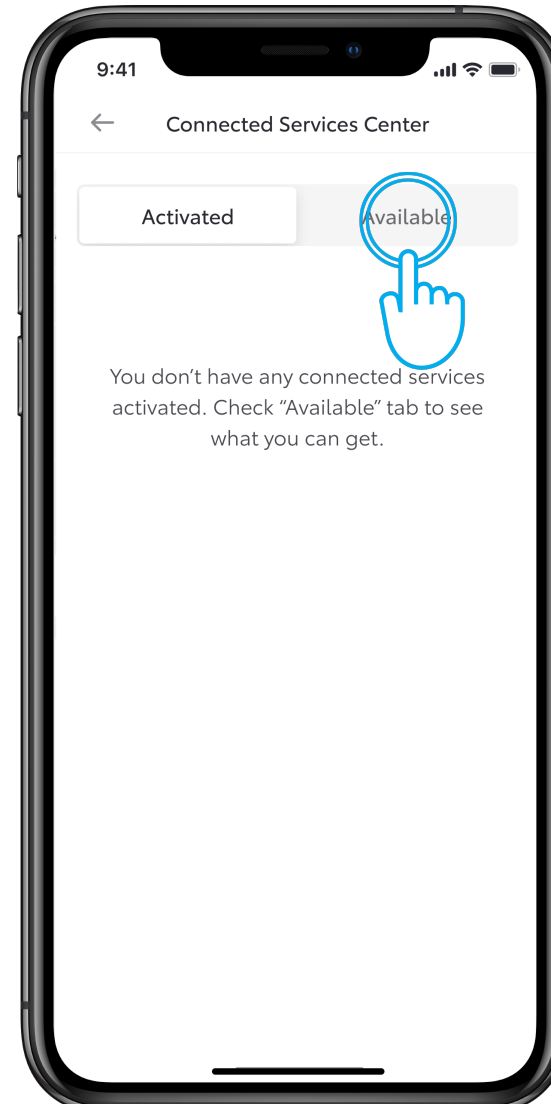 9:41
Connected Services Center
Activated
Available
You don’t have any connected services
activated. Check “Available” tab to see
what you can get.